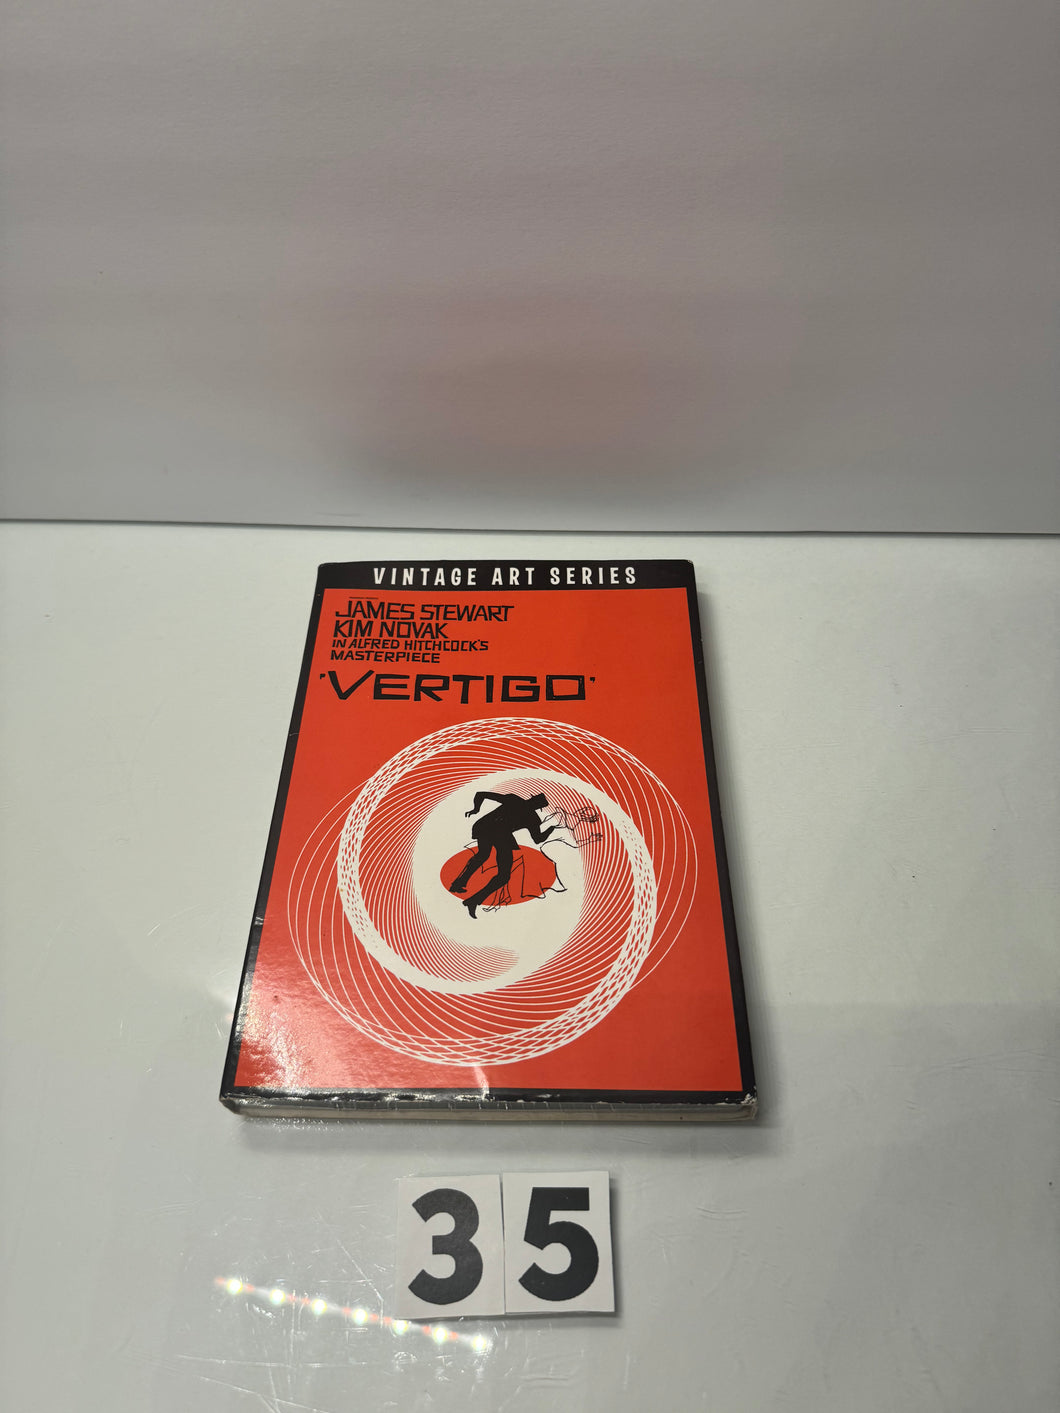 VINTAGE ART SERIES
JAMES STEWART
KIM NOVAK
IN ALFRED HITCHCOCK'S
MASTERPIECE
'VERTIGO'
35